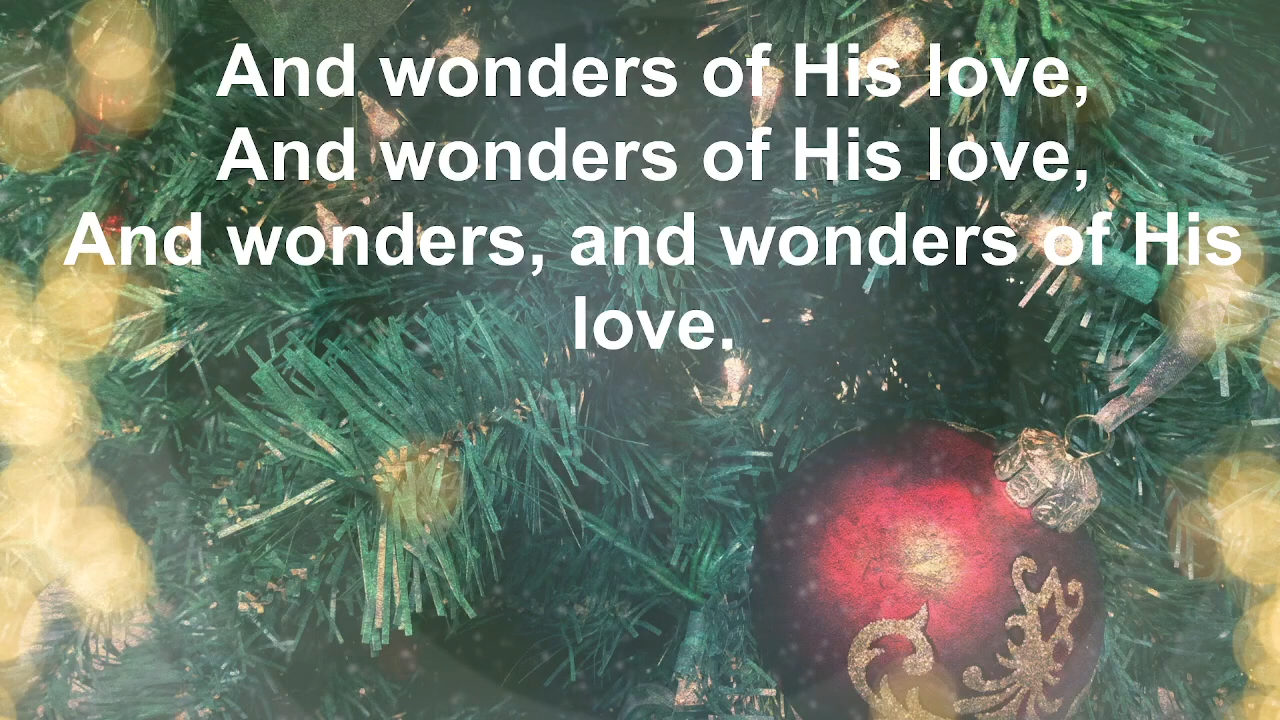 And wonders of His love,
And wonders of His love,
And wonders, and wonders of His
love.